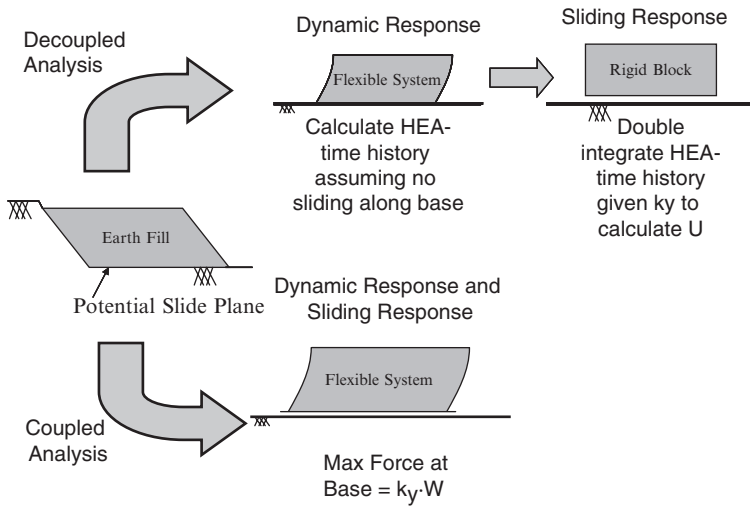 Decoupled
Analysis
Dynamic Response
Flexible System
Calculate HEA-
time history
assuming no
sliding along base
Sliding Response
Rigid Block
Double
integrate HEA-
time history
given ky to
calculate U
Earth Fill
Potential Slide Plane
Coupled
Analysis
Dynamic Response and
Sliding Response
Flexible System
Max Force at
Base = ky·W